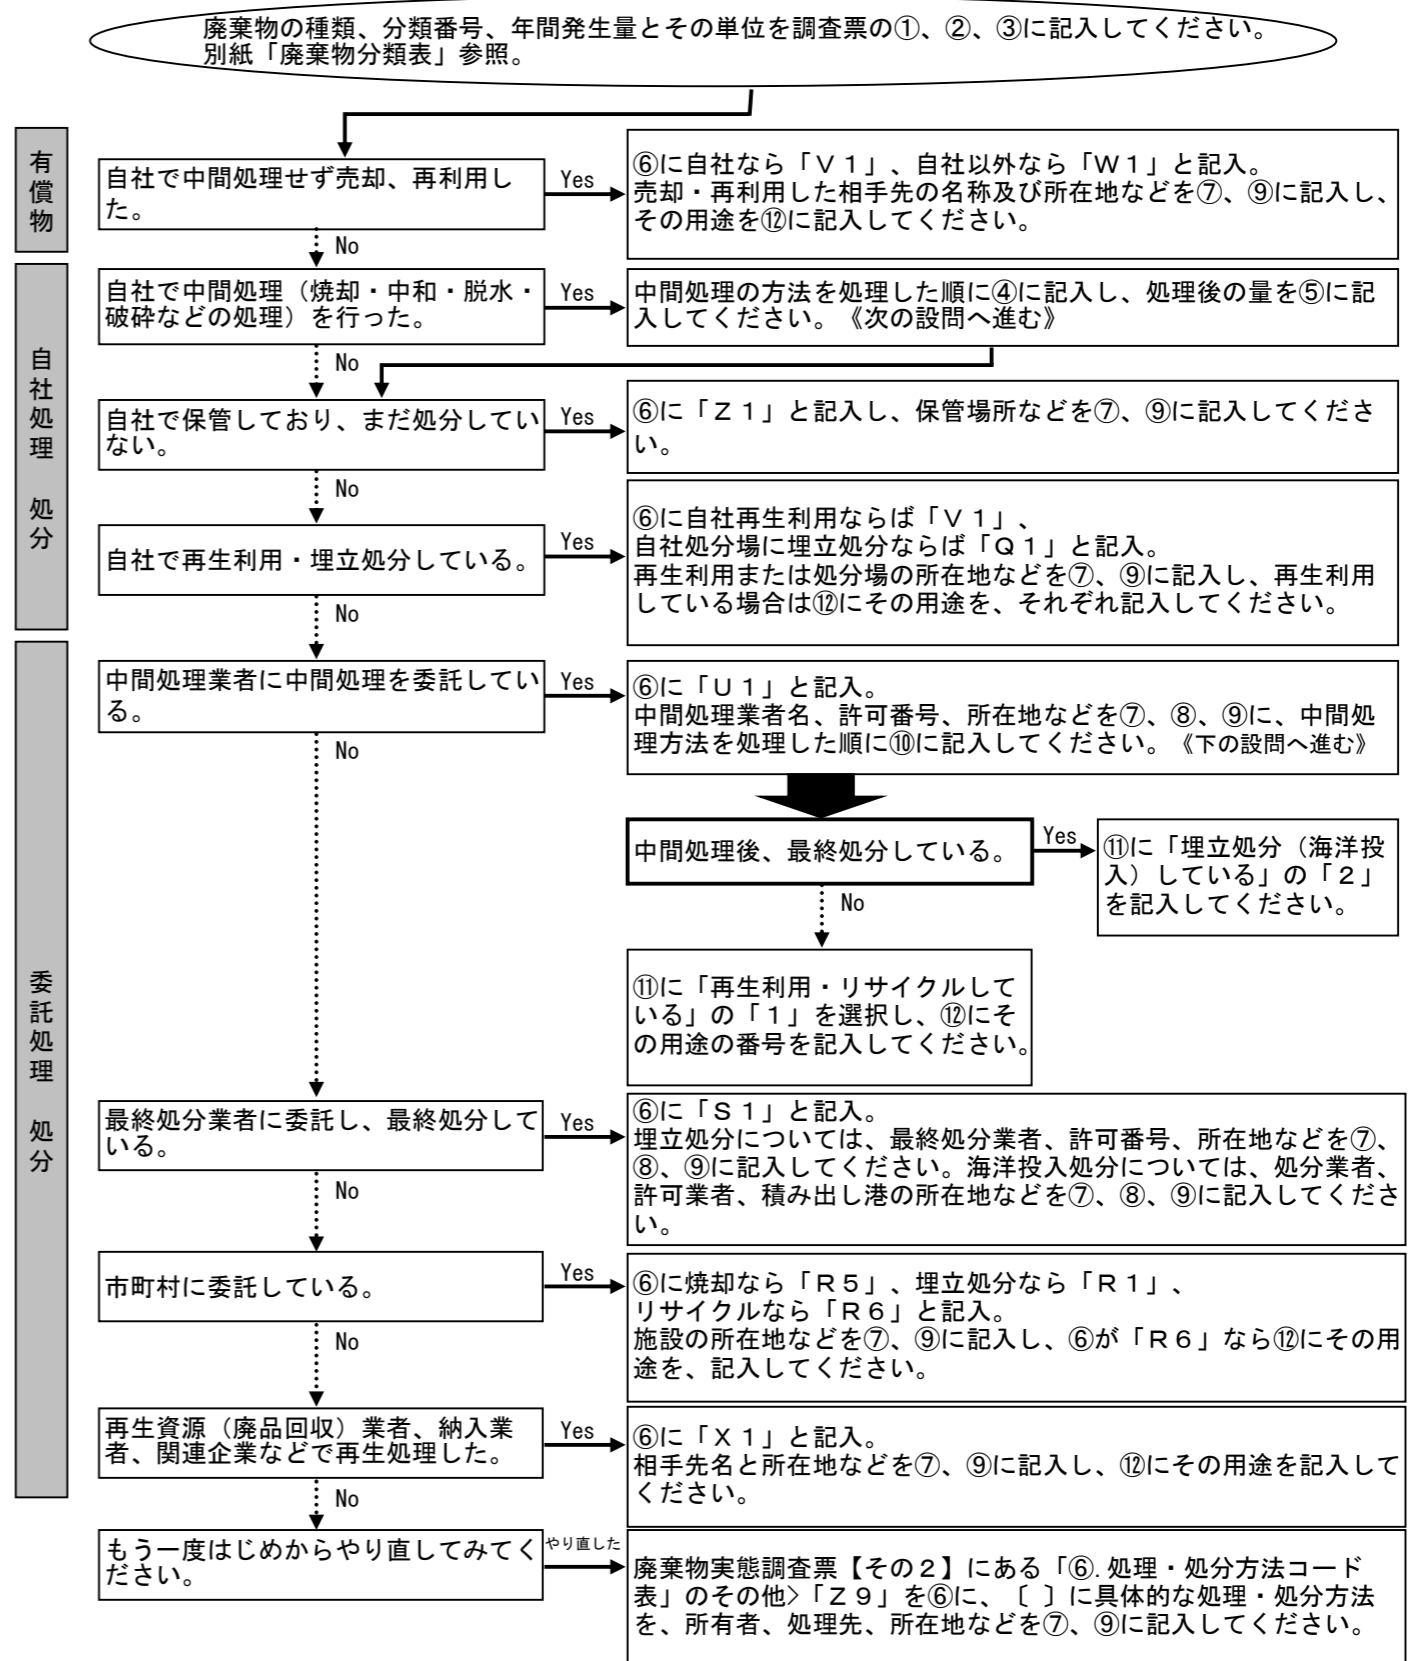 廃棄物の種類、分類番号、年間発生量とその単位を調査票の①、②、③に記入してください。
別紙「廃棄物分類表」参照。
有償物
自社で中間処理せず売却、再利用し
た。
Yes
⑥に自社なら「Ｖ１」、自社以外なら「Ｗ１」と記入。
売却・再利用した相手先の名称及び所在地などを⑦、⑨に記入し、
その用途を⑫に記入してください。
No
自社処理　処分
自社で中間処理（焼却・中和・脱水・
破砕などの処理）を行った。
Yes
中間処理の方法を処理した順に④に記入し、処理後の量を⑤に記
入してください。《次の設問へ進む》
No
自社で保管しており、まだ処分してい
ない。
Yes
⑥に「Ｚ１」と記入し、保管場所などを⑦、⑨に記入してくださ
い。
No
自社で再生利用・埋立処分している。
Yes
⑥に自社再生利用ならば「Ｖ１」、
自社処分場に埋立処分ならば「Ｑ１」と記入。
再生利用または処分場の所在地などを⑦、⑨に記入し、再生利用
している場合は⑫にその用途を、それぞれ記入してください。
No
委託処理　処分
中間処理業者に中間処理を委託してい
る。
Yes
⑥に「Ｕ１」と記入。
中間処理業者名、許可番号、所在地などを⑦、⑧、⑨に、中間処
理方法を処理した順に⑩に記入してください。《下の設問へ進む》
No
中間処理後、最終処分している。
Yes
⑪に「埋立処分（海洋投
入）している」の「２」
を記入してください。
No
⑪に「再生利用・リサイクルして
いる」の「１」を選択し、⑫にそ
の用途の番号を記入してください。
最終処分業者に委託し、最終処分して
いる。
Yes
⑥に「Ｓ１」と記入。
埋立処分については、最終処分業者、許可番号、所在地などを⑦、
⑧、⑨に記入してください。海洋投入処分については、処分業者、
許可業者、積み出し港の所在地などを⑦、⑧、⑨に記入してくださ
い。
No
市町村に委託している。
Yes
⑥に焼却なら「Ｒ５」、埋立処分なら「Ｒ１」、
リサイクルなら「Ｒ６」と記入。
施設の所在地などを⑦、⑨に記入し、⑥が「Ｒ６」なら⑫にその用
途を、記入してください。
No
再生資源（廃品回収）業者、納入業
者、関連企業などで再生処理した。
Yes
⑥に「Ｘ１」と記入。
相手先名と所在地などを⑦、⑨に記入し、⑫にその用途を記入して
ください。
No
もう一度はじめからやり直してみてく
ださい。
やり直した
廃棄物実態調査票【その２】にある「⑥.処理・処分方法コード
表」のその他>「Ｚ９」を⑥に、〔 〕に具体的な処理・処分方法
を、所有者、処理先、所在地などを⑦、⑨に記入してください。